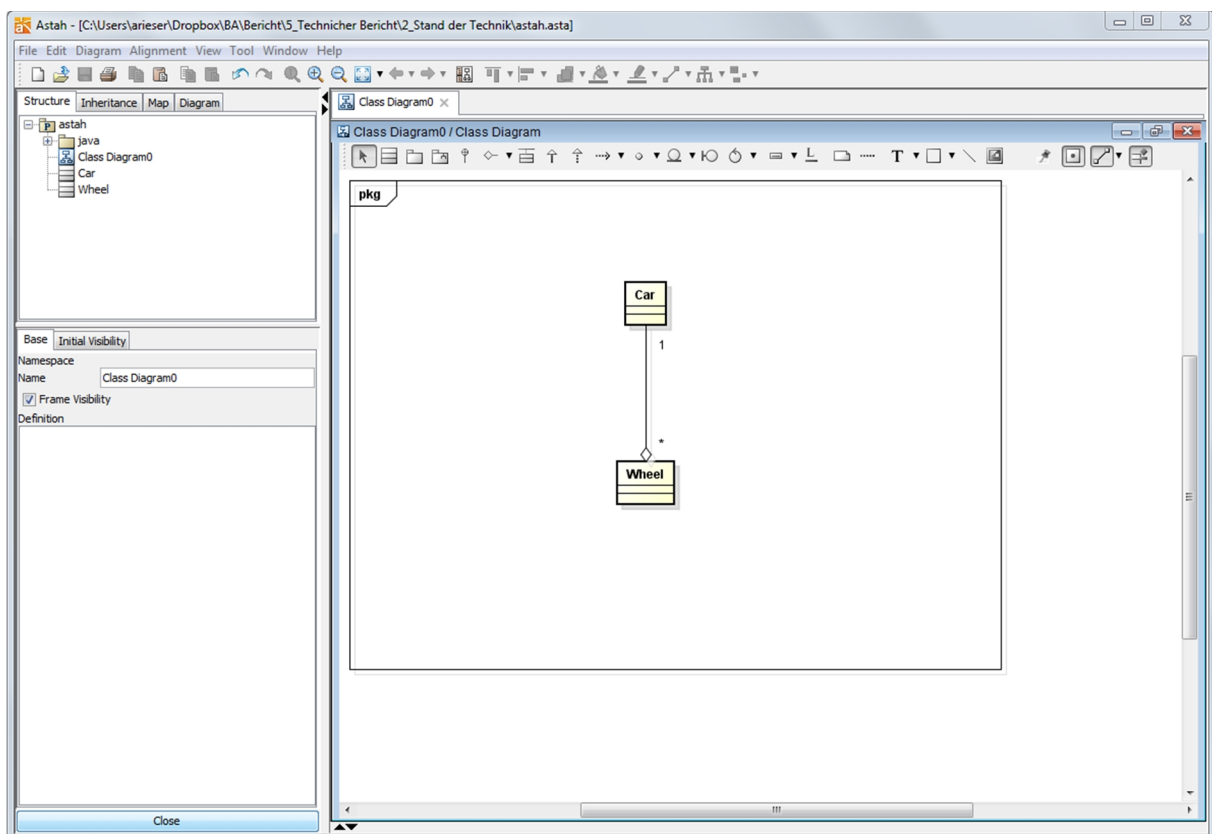 Astah - [C:\Users\arieser\Dropbox\BA\Bericht\5_Technicher Bericht\2_Stand der Technik\astah.asta]
File Edit Diagram Alignment View Tool Window Help
Structure Inheritance Map Diagram
astah
java
Class Diagram0
Car
Wheel
Base Initial Visibility
Namespace
Name Class Diagram0
Frame Visibility
Definition
Close
Class Diagram0
Class Diagram0 / Class Diagram
T
pkg
Car
1
*
Wheel